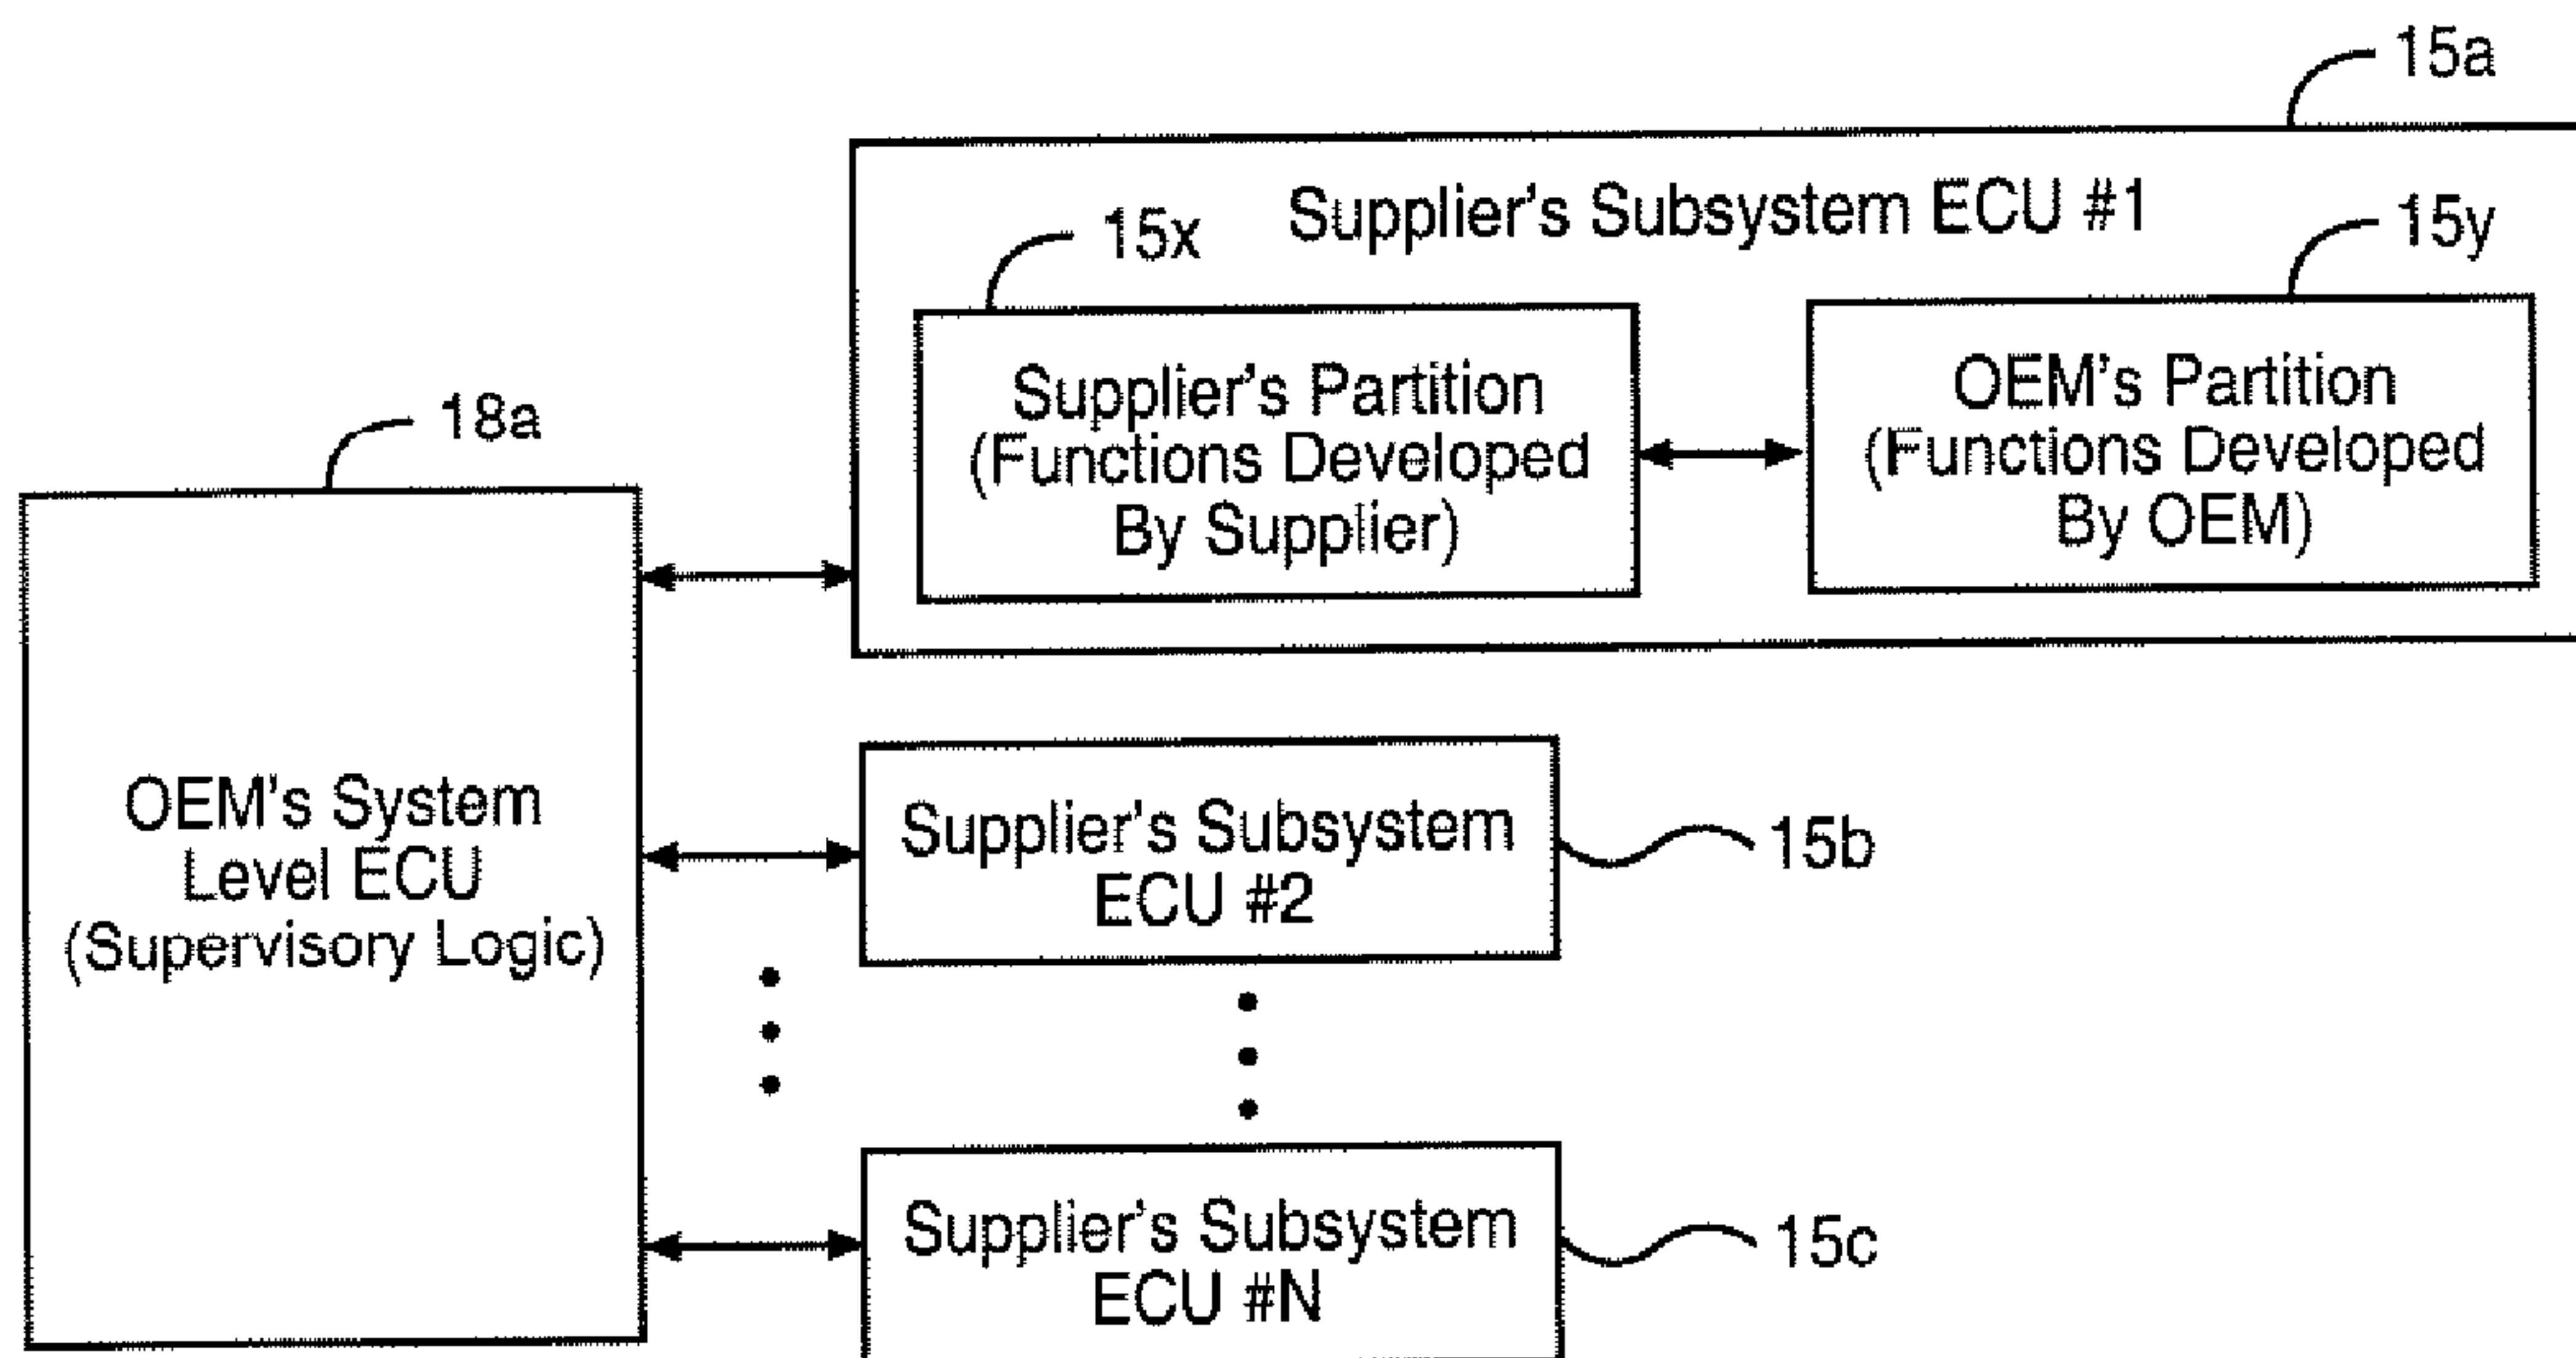 15a
Supplier's Subsystem ECU #1
15x
15y
Supplier's Partition
(Functions Developed
By Supplier)
OEM's Partition
(Functions Developed
By OEM)
18a
OEM's System
Level ECU
(Supervisory Logic)
Supplier's Subsystem
ECU #2
15b
Supplier's Subsystem
ECU #N
15c